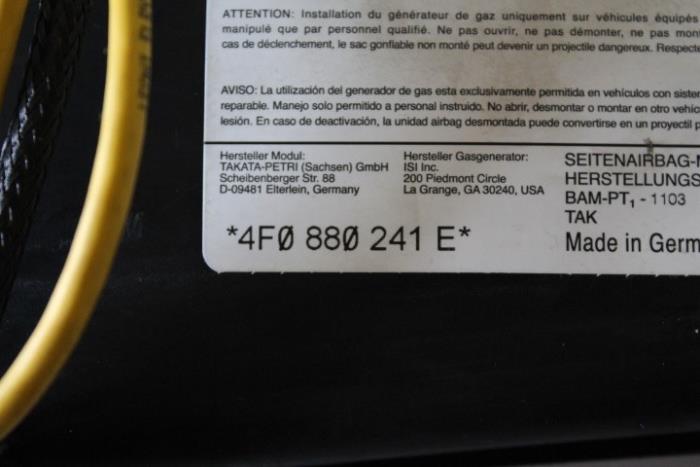 ATTENTION: Installation du générateur de gaz uniquement sur véhicules équipés
manipulé que par personnel qualifié. Ne pas ouvrir, ne pas démonter, ne pas mon
cas de déclenchement, le sac gonflable non monté peut devenir un projectile dangereux. Respecte
AVISO: La utilización del generador de gas esta exclusivamente permitida en vehículos con sister
reparable. Manejo solo permitido a personal instruido. No abrir, desmontar o montar en otro vehíc
lesión. En caso de deactivación, la unidad airbag desmontada puede convertirse en un proyectil p
Hersteller Modul:
TAKATA-PETRI (Sachsen) GmbH
Scheibenberger Str. 88
D-09481 Elterlein, Germany
Hersteller Gasgenerator:
ISI Inc.
200 Piedmont Circle
La Grange, GA 30240, USA
SEITENAIRBAG-
HERSTELLUNGS
BAM-PT₁ - 1103
TAK
Made in Germ
*4F0 880 241 E*